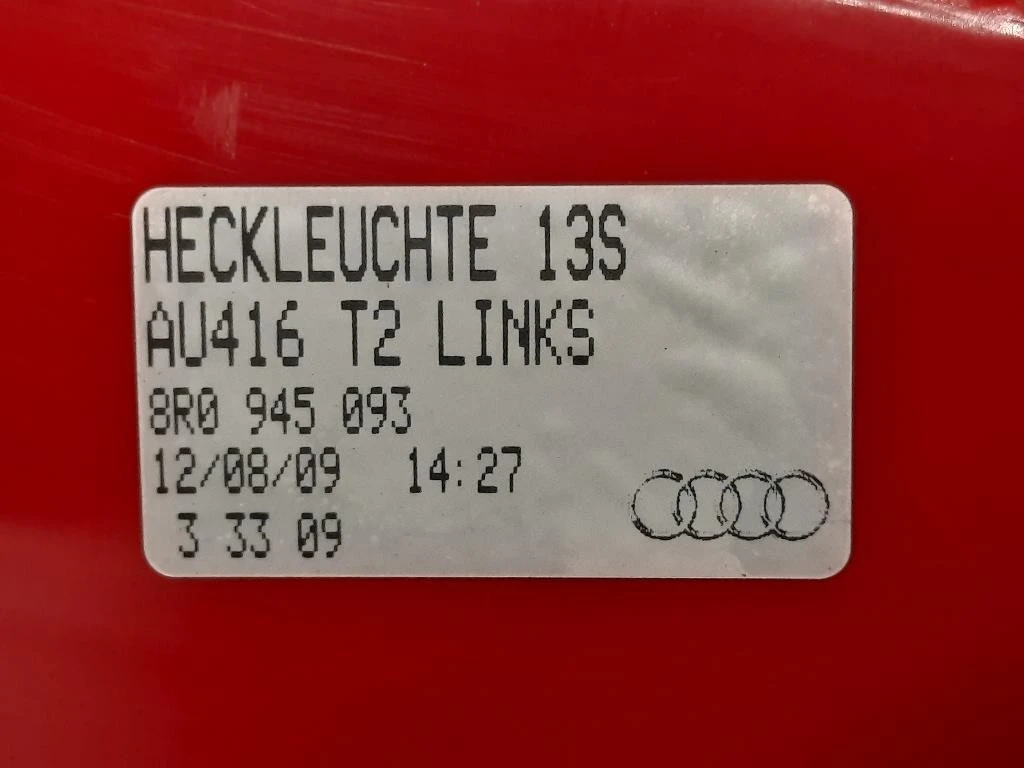 HECKLEUCHTE 13S
AU416 T2 LINKS
8R0 945 093
12/08/09 14:27
3 33 09